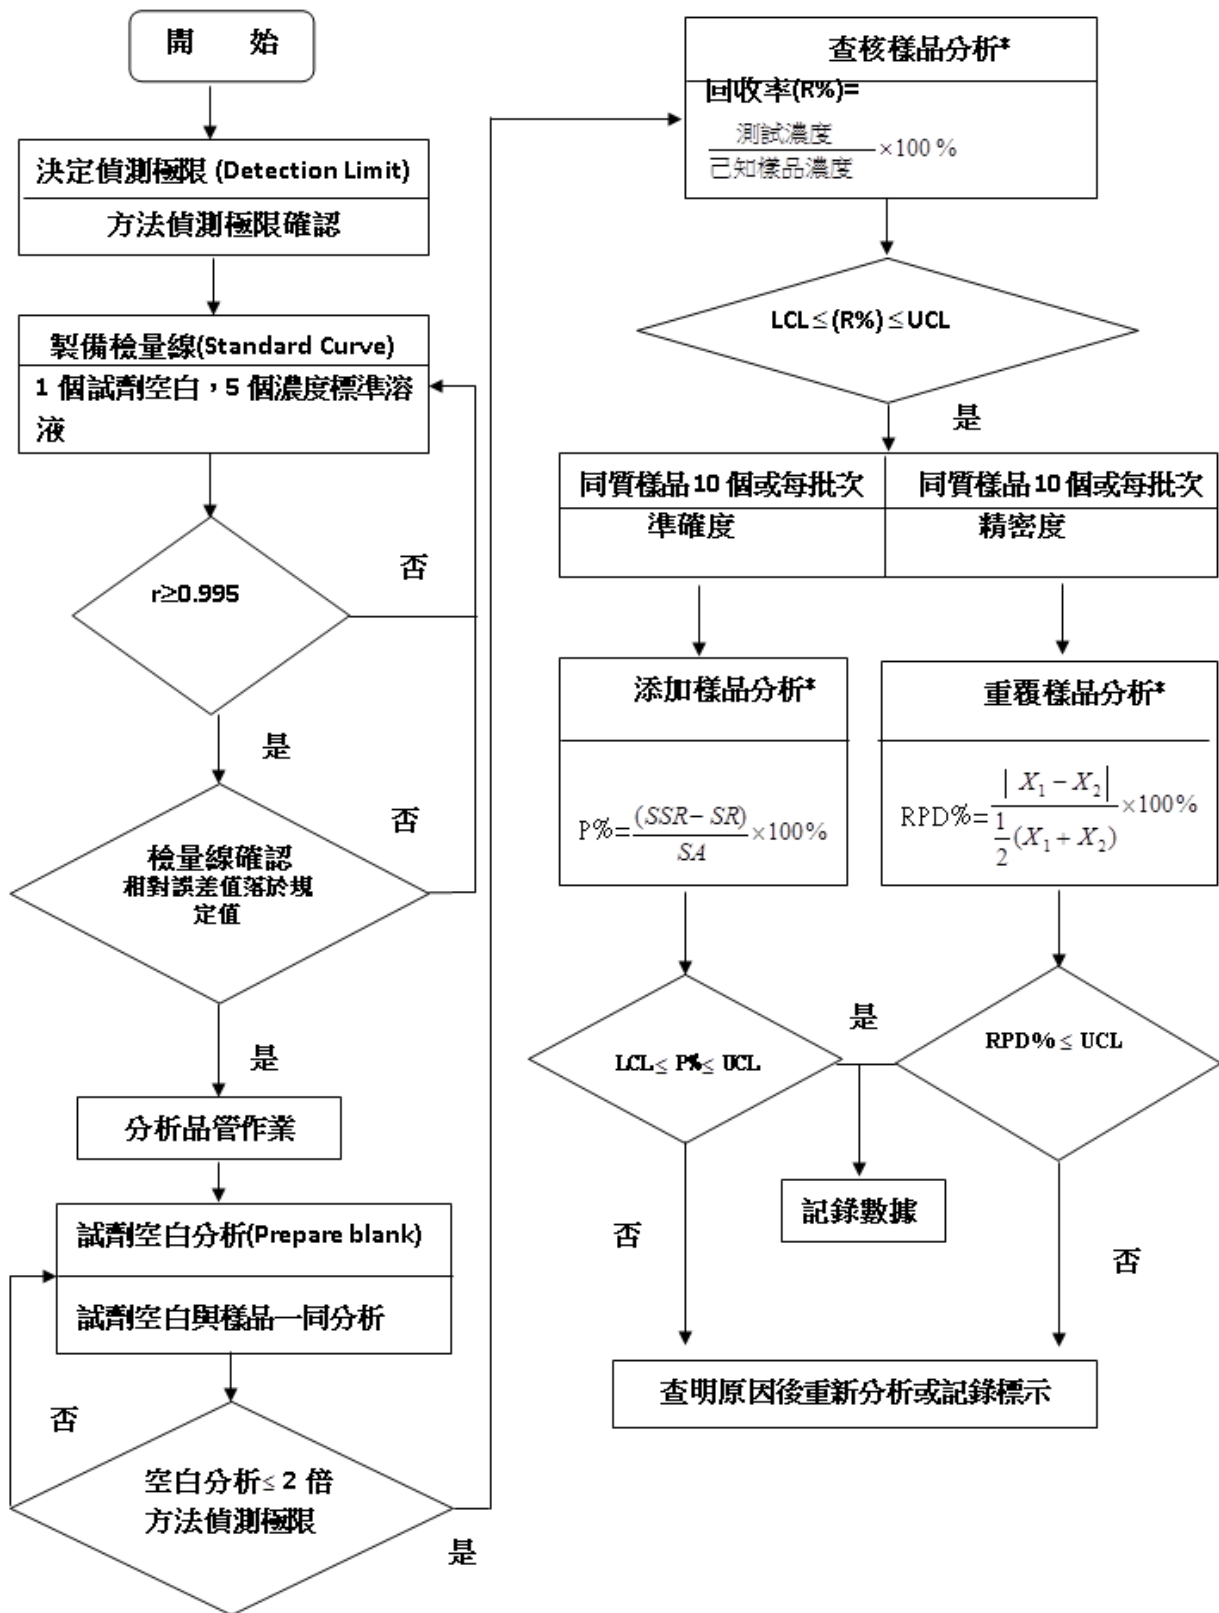 開 始
決定偵測極限 (Detection Limit)
方法偵測極限確認
製備檢量線(Standard Curve)
1 個試劑空白，5 個濃度標準溶
液
r≥0.995
否
是
檢量線確認
相對誤差值落於規
定值
否
是
分析品管作業
試劑空白分析(Prepare blank)
試劑空白與樣品一同分析
否
空白分析≤ 2 倍
方法偵測極限
是
查核樣品分析*
回收率(R%)=
測試濃度
已知樣品濃度 ×100 %
LCL ≤ (R%) ≤ UCL
是
同質樣品 10 個或每批次
準確度
同質樣品 10 個或每批次
精密度
添加樣品分析*
P%= (SSR− SR)
SA ×100%
重覆樣品分析*
RPD%= | X₁ − X₂|
1/2 (X₁ + X₂) ×100%
LCL ≤ P% ≤ UCL
是
RPD% ≤ UCL
記錄數據
否
否
查明原因後重新分析或記錄標示